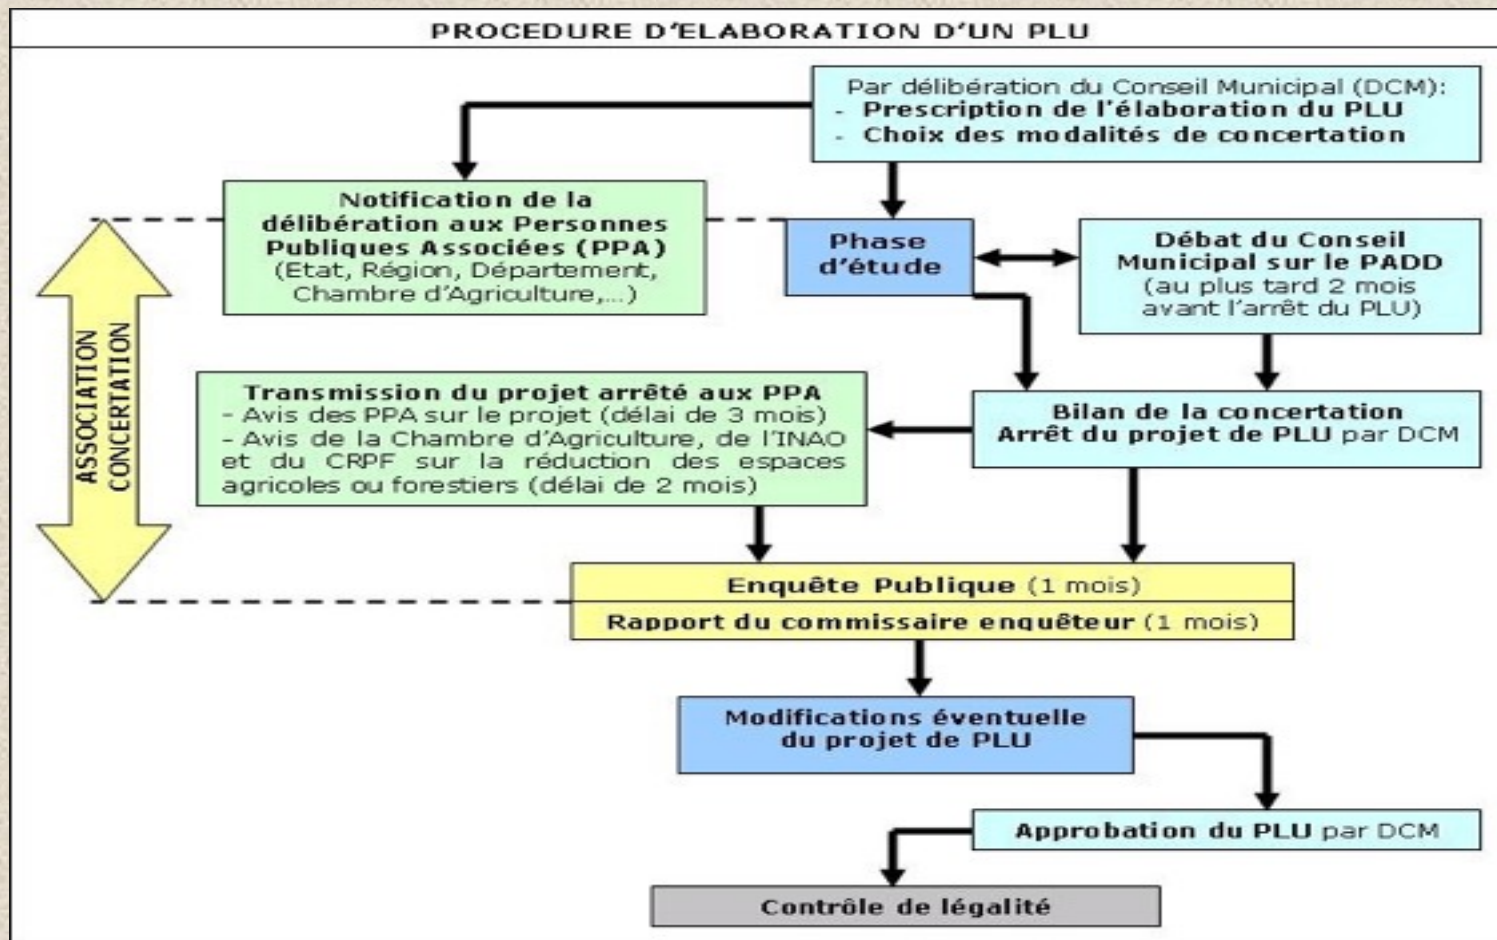 PROCEDURE D'ELABORATION D'UN PLU
Par délibération du Conseil Municipal (DCM):
- Prescription de l'élaboration du PLU
- Choix des modalités de concertation
Notification de la
délibération aux Personnes
Publiques Associées (PPA)
(Etat, Région, Département,
Chambre d'Agriculture,...)
Phase
d'étude
Débat du Conseil
Municipal sur le PADD
(au plus tard 2 mois
avant l'arrêt du PLU)
ASSOCIATION
CONCERTATION
Transmission du projet arrêté aux PPA
- Avis des PPA sur le projet (délai de 3 mois)
- Avis de la Chambre d'Agriculture, de l'INAO
et du CRPF sur la réduction des espaces
agricoles ou forestiers (délai de 2 mois)
Bilan de la concertation
Arrêt du projet de PLU par DCM
Enquête Publique (1 mois)
Rapport du commissaire enquêteur (1 mois)
Modifications éventuelle
du projet de PLU
Approbation du PLU par DCM
Contrôle de légalité